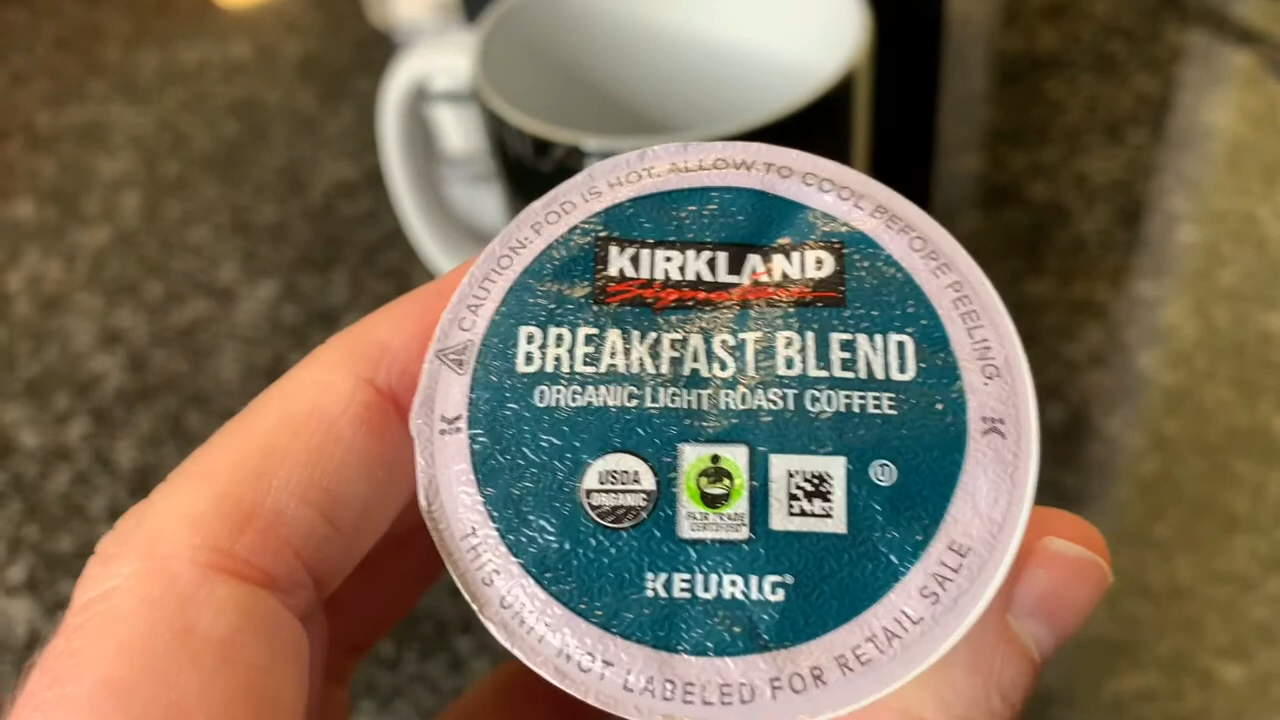 CAUTION: POD IS HOT. ALLOW TO COOL BEFORE PEELING.
KIRKLAND
Signature
BREAKFAST BLEND
ORGANIC LIGHT ROAST COFFEE
USDA
ORGANIC
FAIR TRADE
CERTIFIED
U
KEURIG®
THIS UNIT NOT LABELED FOR RETAIL SALE